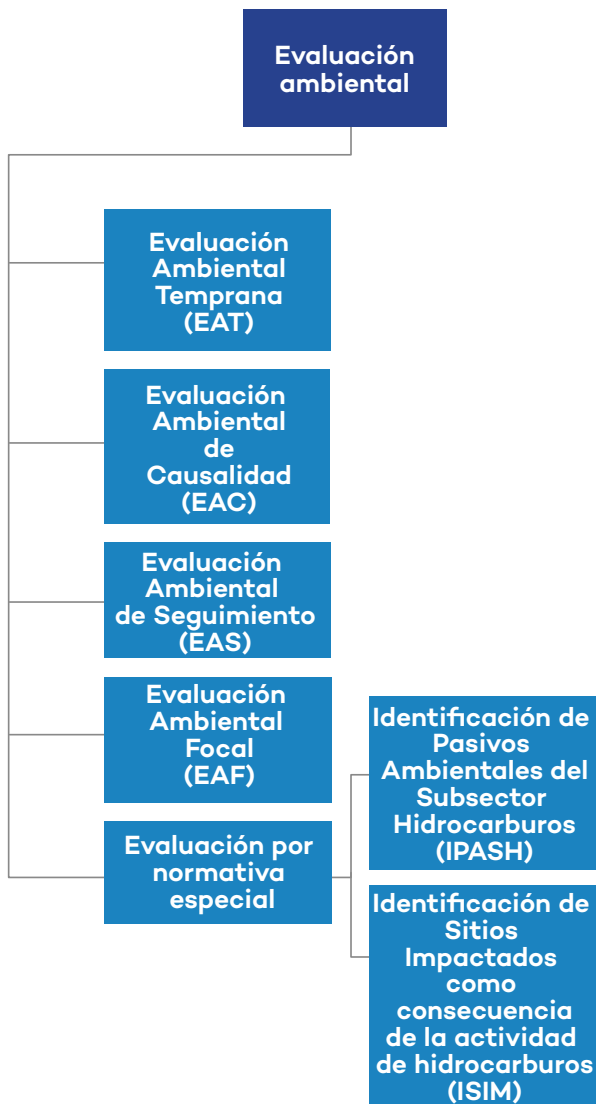 Evaluación
ambiental
Evaluación
Ambiental
Temprana
(EAT)
Evaluación
Ambiental
de
Causalidad
(EAC)
Evaluación
Ambiental
de Seguimiento
(EAS)
Evaluación
Ambiental
Focal
(EAF)
Evaluación por
normativa
especial
Identificación de
Pasivos
Ambientales del
Subsector
Hidrocarburos
(IPASH)
Identificación de
Sitios
Impactados
como
consecuencia
de la actividad
de hidrocarburos
(ISIM)